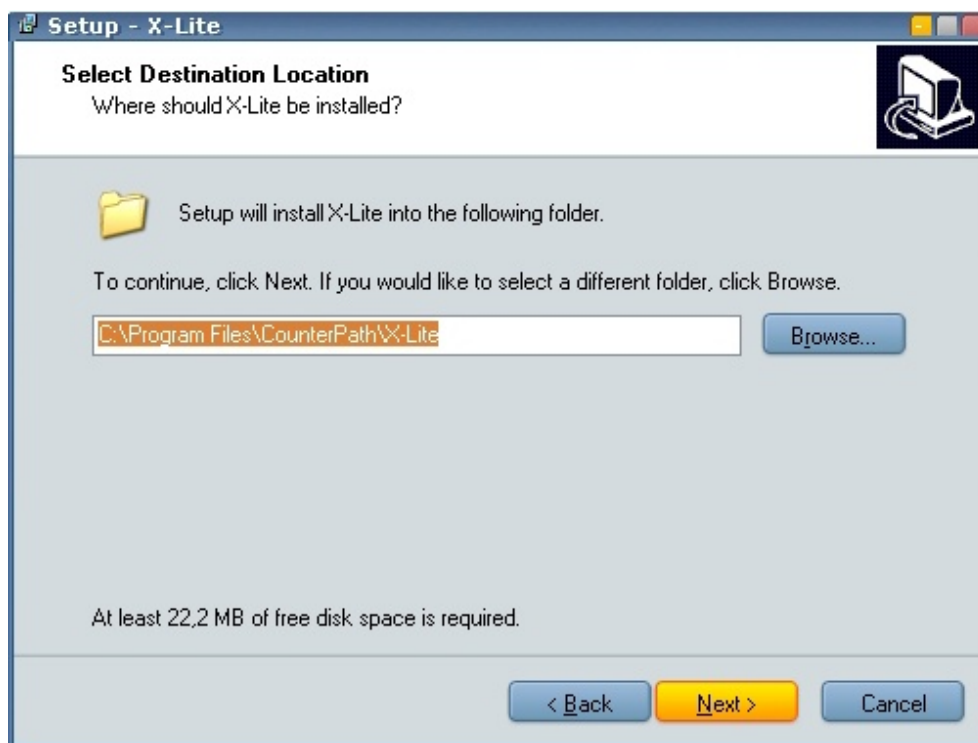 Setup - X-Lite
Select Destination Location
Where should X-Lite be installed?
Setup will install X-Lite into the following folder.
To continue, click Next. If you would like to select a different folder, click Browse.
C:\Program Files\CounterPath\X-Lite
Browse...
At least 22,2 MB of free disk space is required.
< Back
Next >
Cancel